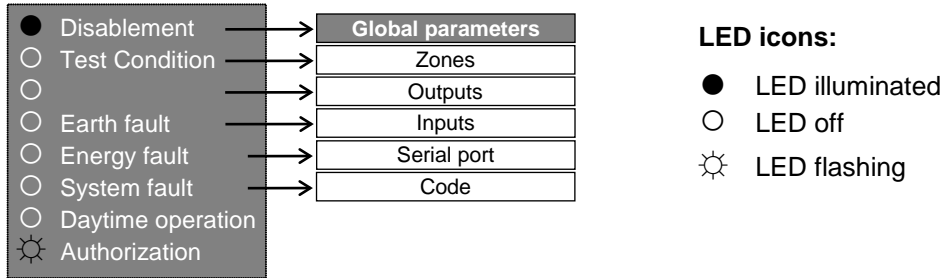 Disablement
Test Condition
Earth fault
Energy fault
System fault
Daytime operation
Authorization
Global parameters
Zones
Outputs
Inputs
Serial port
Code
LED icons:
LED illuminated
LED off
LED flashing